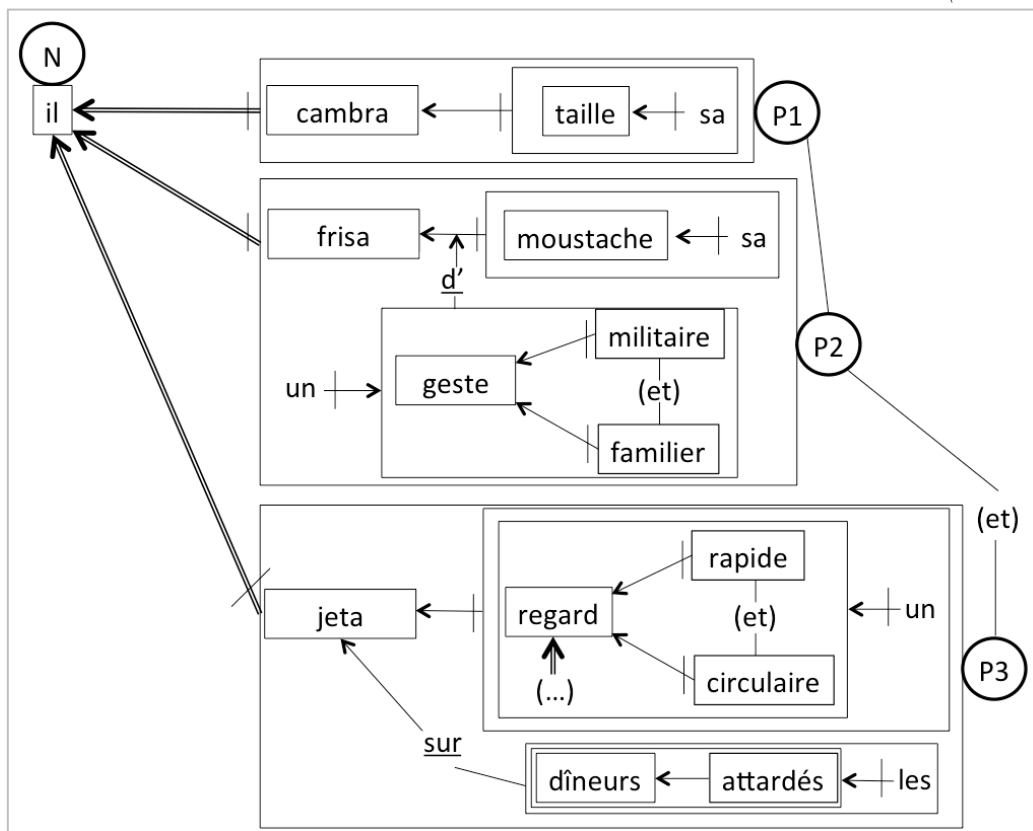 N
il
cambra
taille
sa
P1
frisa
moustache
sa
d'
un
geste
militaire
(et)
familier
P2
(et)
jeta
regard
rapide
(et)
circulaire
un
(...)
P3
sur
dîneurs
attardés
les